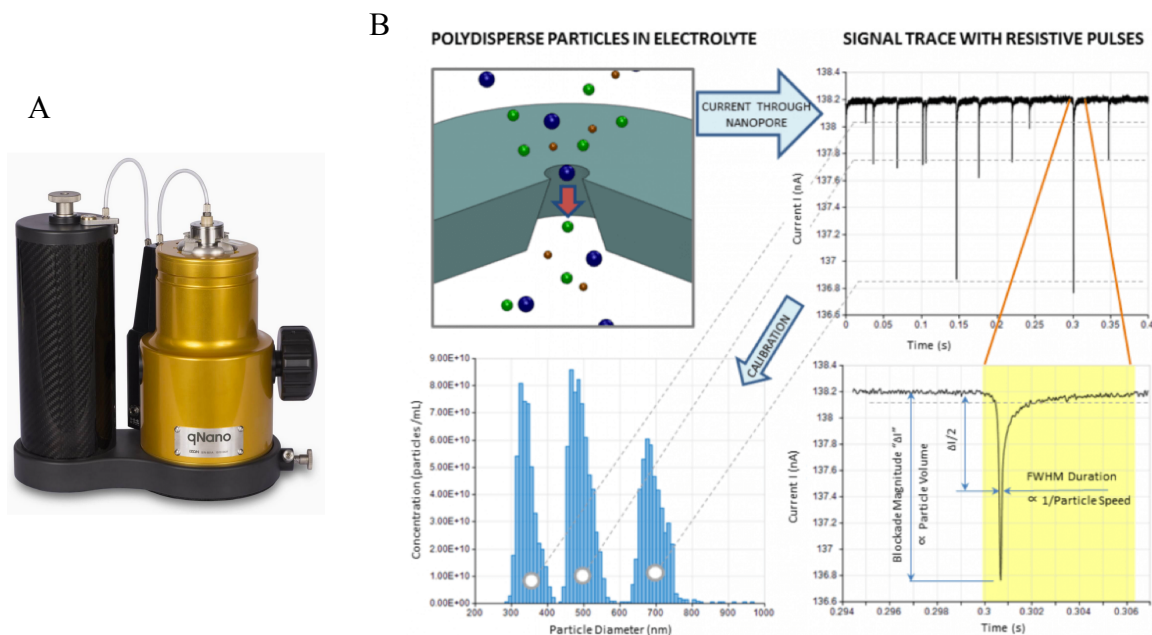 A
qNano
B
POLYDISPERSE PARTICLES IN ELECTROLYTE
CURRENT THROUGH
NANOPORE
SIGNAL TRACE WITH RESISTIVE PULSES
Current I (nA)
138.4
138.2
138
137.8
137.6
137.4
137.2
137
136.8
136.6
0
0.05
0.1
0.15
0.2
0.25
0.3
0.35
0.4
Time (s)
CALIBRATION
Concentration (particles /mL)
9.00E+10
8.00E+10
7.00E+10
6.00E+10
5.00E+10
4.00E+10
3.00E+10
2.00E+10
1.00E+10
0.00E+00
200
300
400
500
600
700
800
900
1000
Particle Diameter (nm)
Current I (nA)
138.4
138.2
138
137.8
137.6
137.4
137.2
137
136.8
136.6
Blockade Magnitude "ΔI"
∝ Particle Volume
ΔI/2
FWHM Duration
∝ 1/Particle Speed
0.294
0.296
0.298
0.3
0.302
0.304
0.306
Time (s)